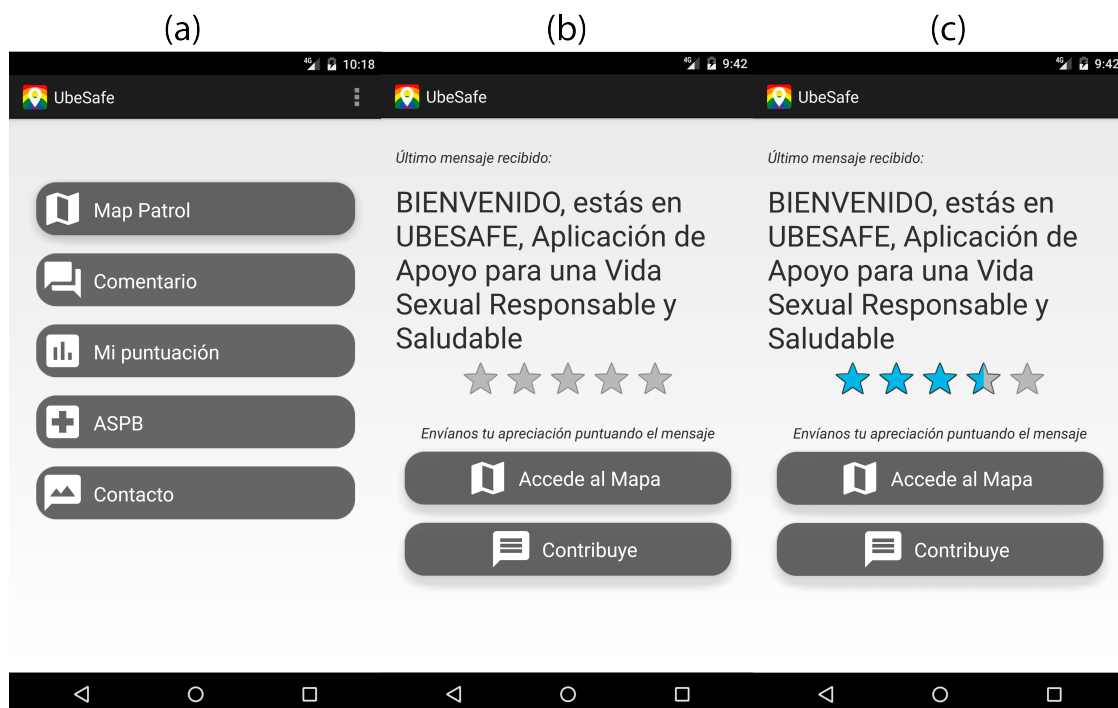 (a)
4G 10:18
UbeSafe
Map Patrol
Comentario
Mi puntuación
ASPB
Contacto
(b)
4G 9:42
UbeSafe
Último mensaje recibido:
BIENVENIDO, estás en
UBESAFE, Aplicación de
Apoyo para una Vida
Sexual Responsable y
Saludable
Envíanos tu apreciación puntuando el mensaje
Accede al Mapa
Contribuye
(c)
4G 9:42
UbeSafe
Último mensaje recibido:
BIENVENIDO, estás en
UBESAFE, Aplicación de
Apoyo para una Vida
Sexual Responsable y
Saludable
Envíanos tu apreciación puntuando el mensaje
Accede al Mapa
Contribuye